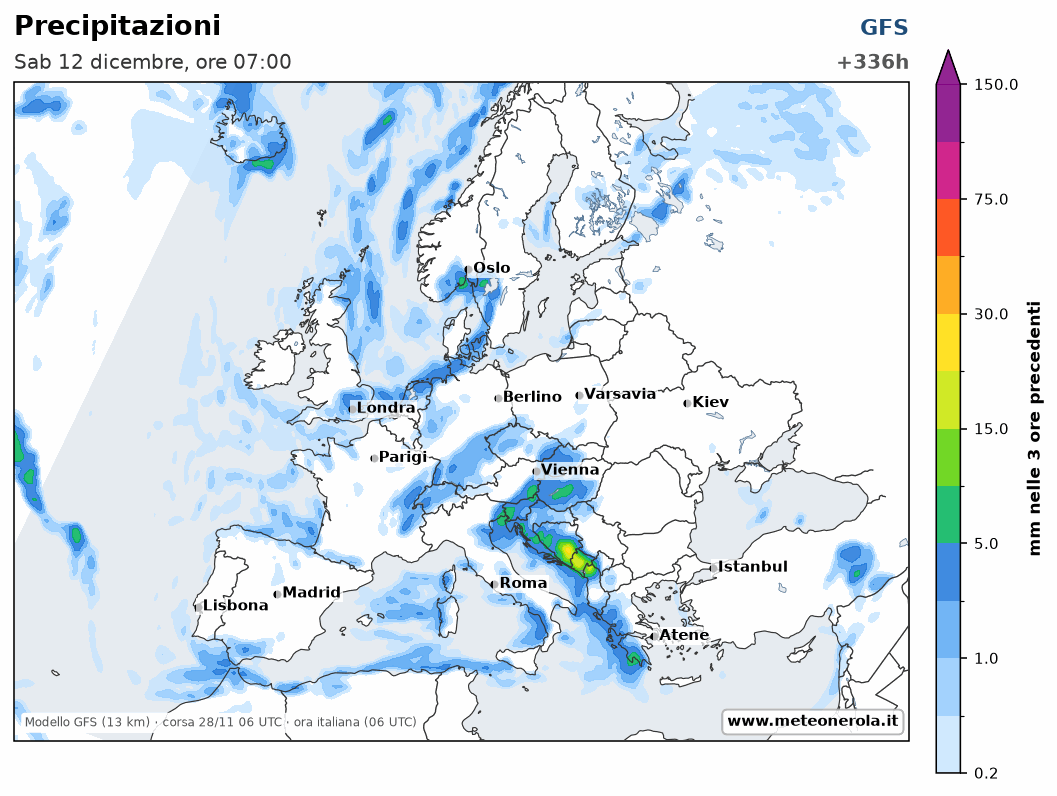 Precipitazioni
GFS
Sab 12 dicembre, ore 07:00
+336h
150.0
75.0
30.0
15.0
5.0
1.0
0.2
mm nelle 3 ore precedenti
Oslo
Berlino
Varsavia
Kiev
Londra
Parigi
Vienna
Istanbul
Roma
Madrid
Lisbona
Atene
Modello GFS (13 km) · corsa 28/11 06 UTC · ora italiana (06 UTC)
www.meteonerola.it